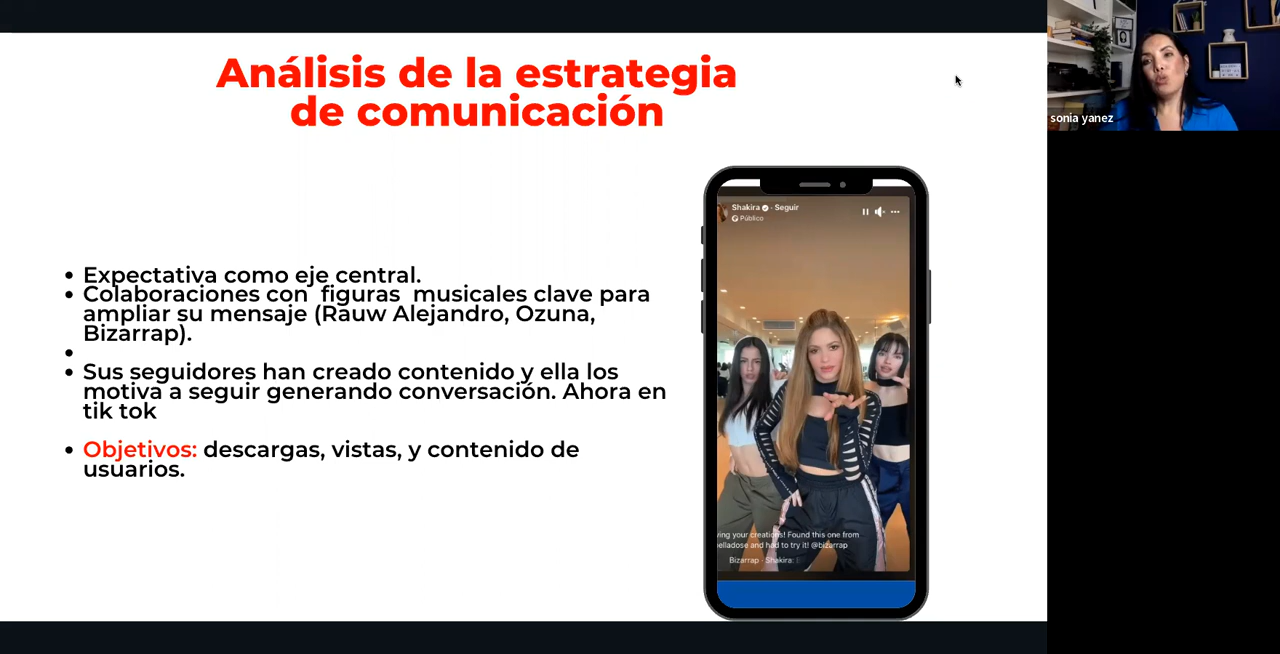 Análisis de la estrategia
de comunicación
sonia yanez
Expectativa como eje central.
Colaboraciones con figuras musicales clave para
ampliar su mensaje (Rauw Alejandro, Ozuna,
Bizarrap).
Sus seguidores han creado contenido y ella los
motiva a seguir generando conversación. Ahora en
tik tok
Objetivos: descargas, vistas, y contenido de
usuarios.
Shakira · Seguir
Público
your creations! Found this one from
and had to try it! @bizarrap
Bizarrap - Shakira: